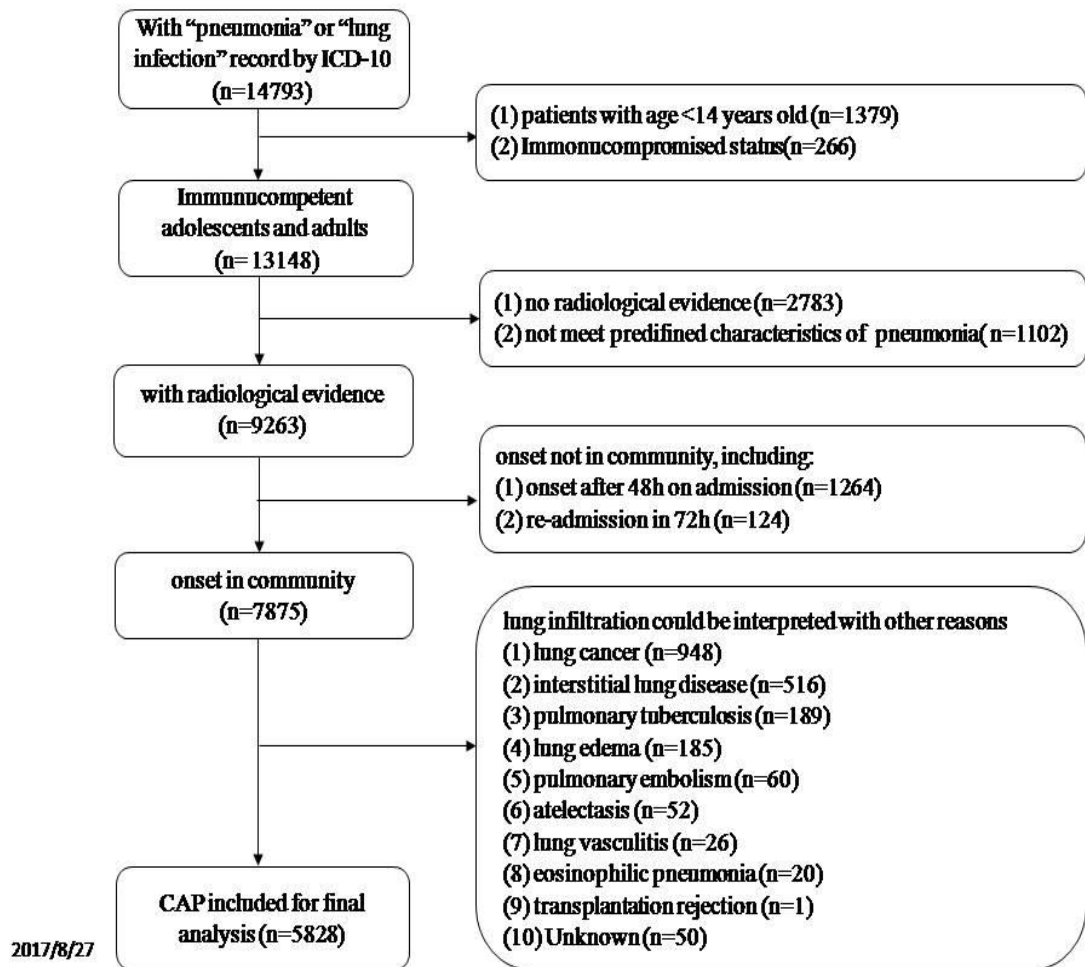 With “pneumonia” or “lung
infection” record by ICD-10
(n=14793)
(1) patients with age <14 years old (n=1379)
(2) Immonucompromised status(n=266)
Immunucompetent
adolescents and adults
(n= 13148)
(1) no radiological evidence (n=2783)
(2) not meet predifined characteristics of pneumonia( n=1102)
with radiological evidence
(n=9263)
onset not in community, including:
(1) onset after 48h on admission (n=1264)
(2) re-admission in 72h (n=124)
onset in community
(n=7875)
lung infiltration could be interpreted with other reasons
(1) lung cancer (n=948)
(2) interstitial lung disease (n=516)
(3) pulmonary tuberculosis (n=189)
(4) lung edema (n=185)
(5) pulmonary embolism (n=60)
(6) atelectasis (n=52)
(7) lung vasculitis (n=26)
(8) eosinophilic pneumonia (n=20)
(9) transplantation rejection (n=1)
(10) Unknown (n=50)
CAP included for final
analysis (n=5828)
2017/8/27